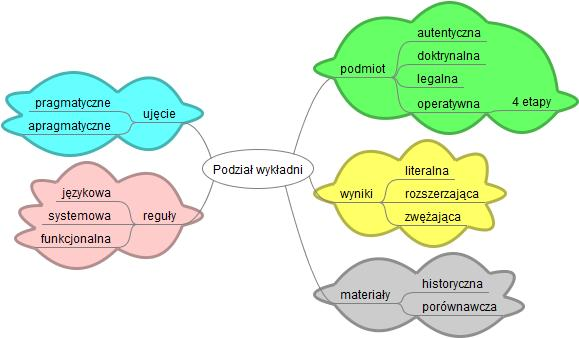 Podział wykładni
ujęcie
pragmatyczne
apragmatyczne
reguły
językowa
systemowa
funkcjonalna
podmiot
autentyczna
doktrynalna
legalna
operatywna
4 etapy
wyniki
literalna
rozszerzająca
zwężająca
materiały
historyczna
porównawcza